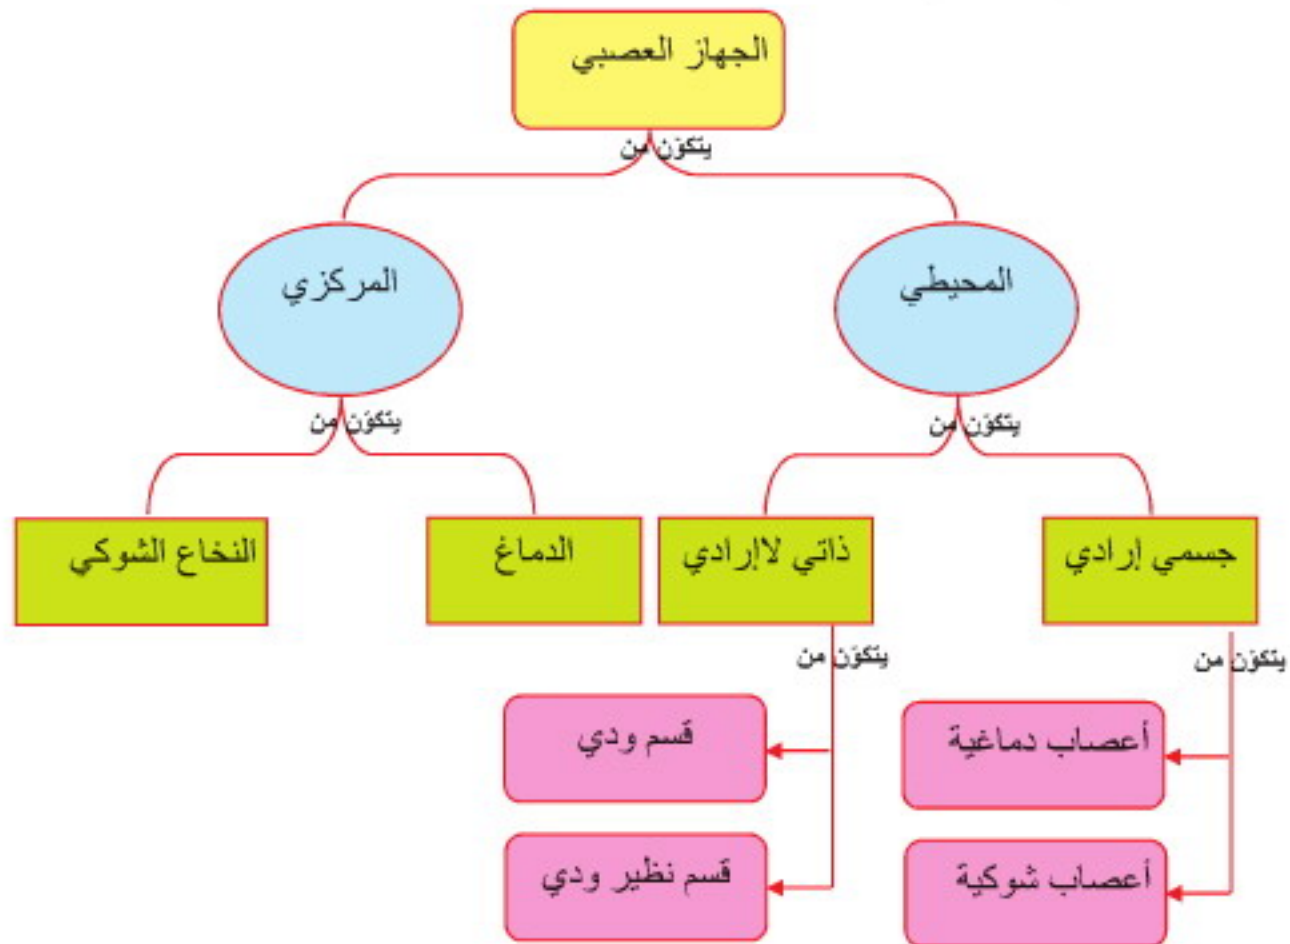 الجهاز العصبي
يتكوّن من
المحيطي
المركزي
يتكوّن من
يتكوّن من
جسمي إرادي
ذاتي لاإرادي
الدماغ
النخاع الشوكي
يتكوّن من
يتكوّن من
أعصاب دماغية
قسم ودي
أعصاب شوكية
قسم نظير ودي